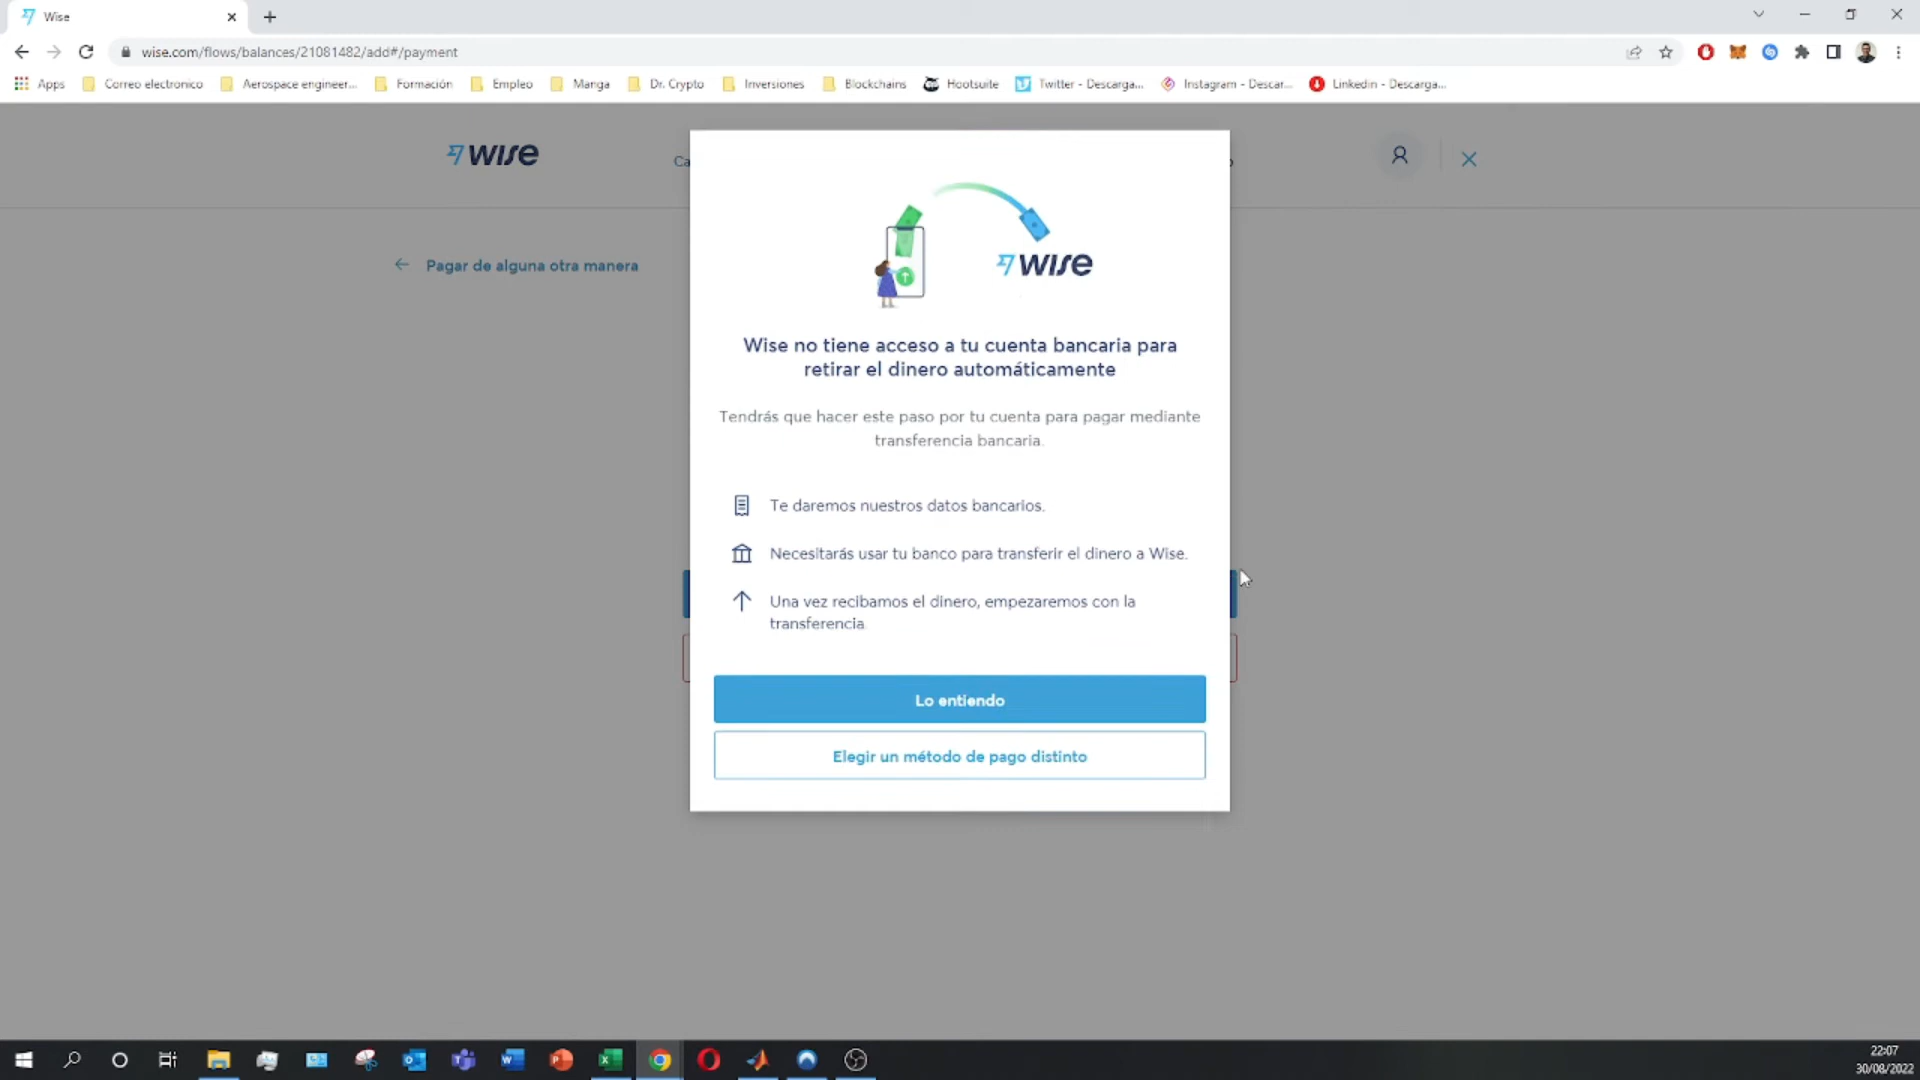 Wise
wise.com/flows/balances/21081482/add#/payment
Apps
Correo electronico
Aerospace engineer...
Formación
Empleo
Manga
Dr. Crypto
Inversiones
Blockchains
Hootsuite
Twitter - Descarga...
Instagram - Descar...
Linkedin - Descarga...
WISE
Ca
Pagar de alguna otra manera
WISE
Wise no tiene acceso a tu cuenta bancaria para
retirar el dinero automáticamente
Tendrás que hacer este paso por tu cuenta para pagar mediante
transferencia bancaria.
Te daremos nuestros datos bancarios.
Necesitarás usar tu banco para transferir el dinero a Wise.
Una vez recibamos el dinero, empezaremos con la
transferencia.
Lo entiendo
Elegir un método de pago distinto
22:07
30/08/2022